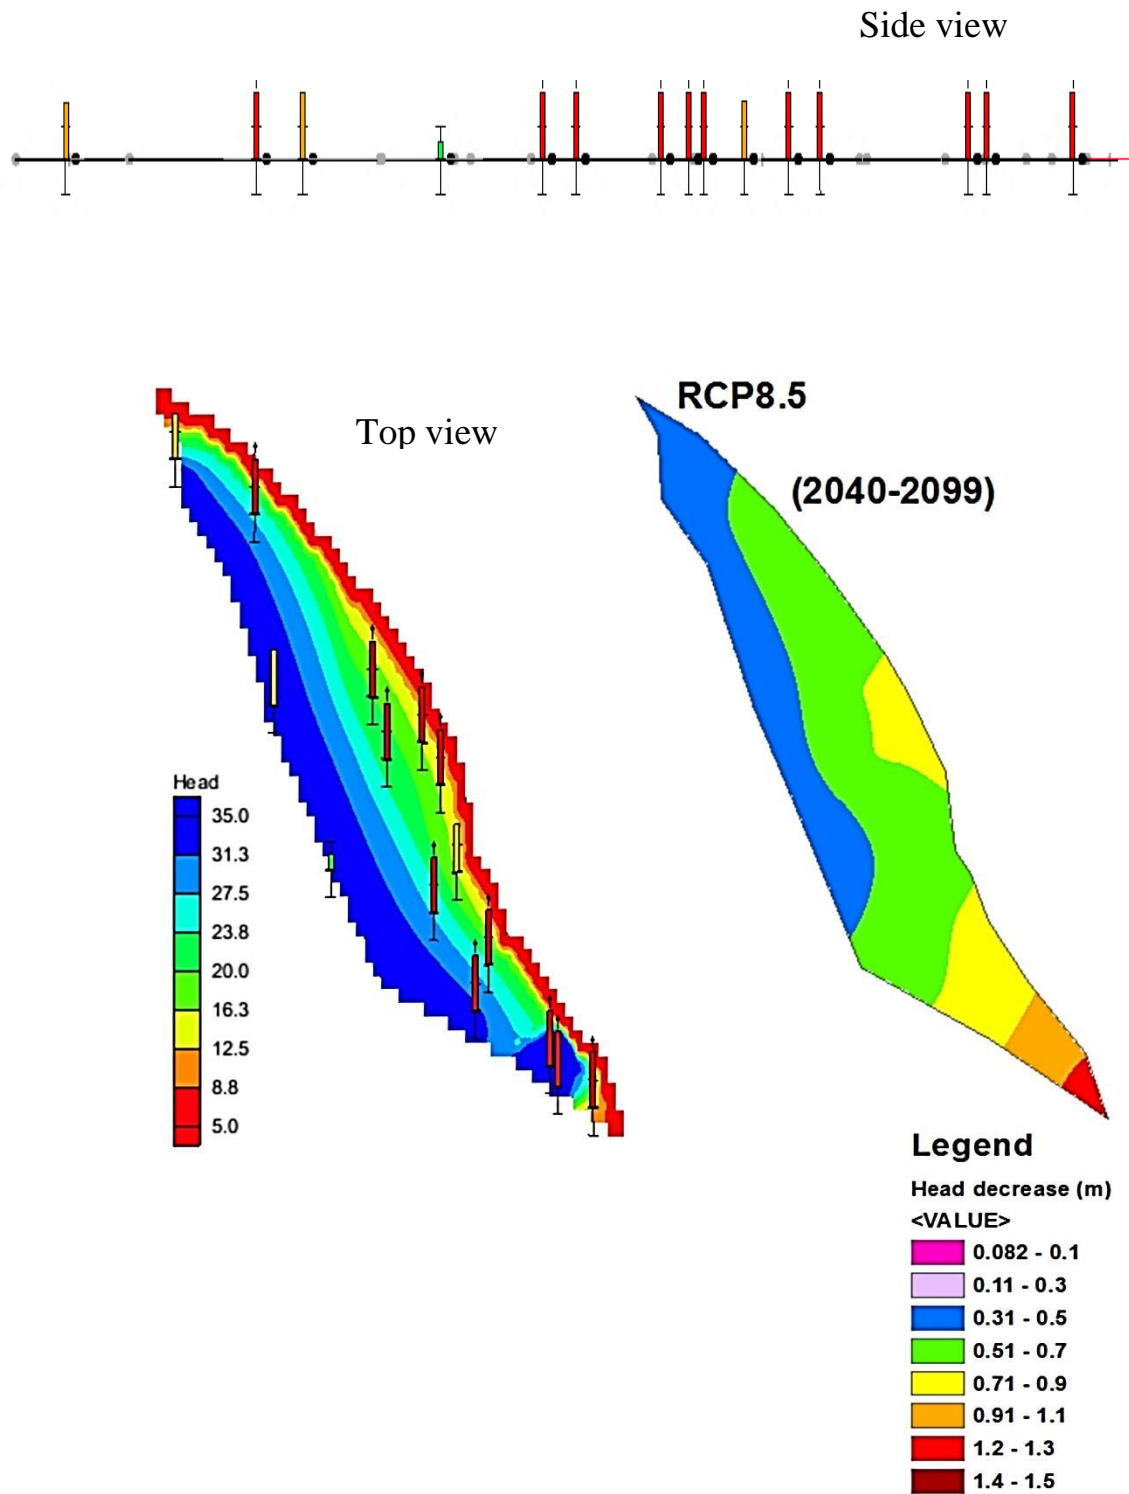 Side view
RCP8.5
Top view
(2040-2099)
Head
35.0
31.3
27.5
23.8
20.0
16.3
12.5
8.8
5.0
Legend
Head decrease (m)
<VALUE>
0.082 - 0.1
0.11 - 0.3
0.31 - 0.5
0.51 - 0.7
0.71 - 0.9
0.91 - 1.1
1.2 - 1.3
1.4 - 1.5